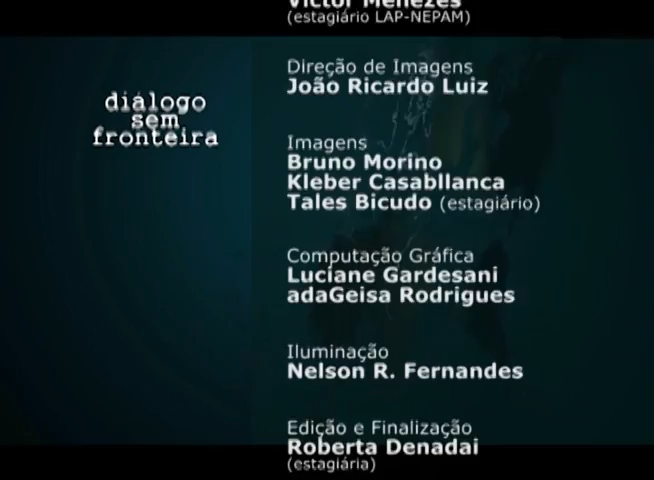 Victor Menezes
(estagiário LAP-NEPAM)
diálogo
sem
fronteira
Direção de Imagens
João Ricardo Luiz
Imagens
Bruno Morino
Kleber Casabllanca
Tales Bicudo (estagiário)
Computação Gráfica
Luciane Gardesani
adaGeisa Rodrigues
Iluminação
Nelson R. Fernandes
Edição e Finalização
Roberta Denadai
(estagiária)